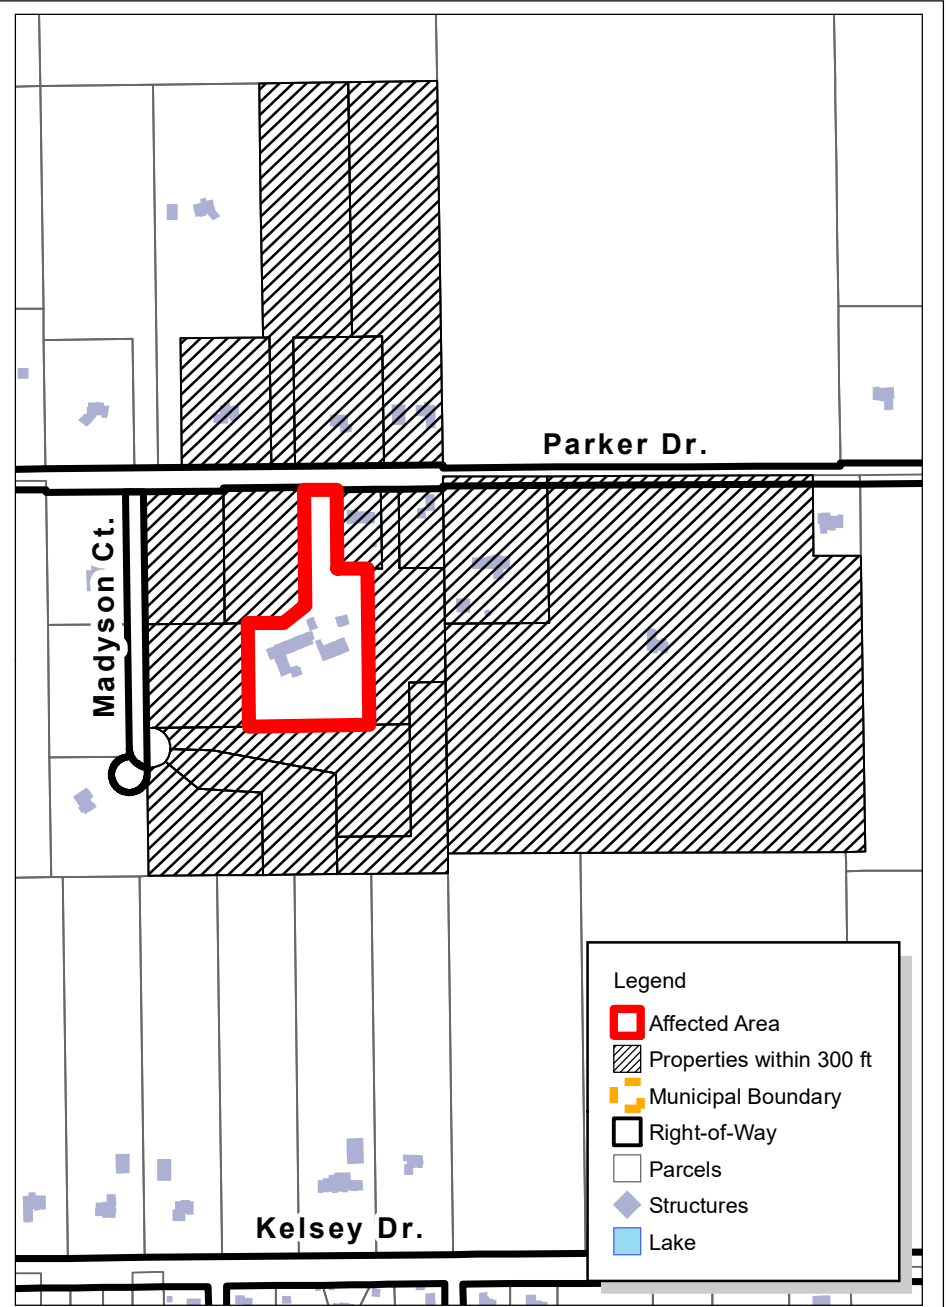 Parker Dr.
Madyson Ct.
Kelsey Dr.
Legend
Affected Area
Properties within 300 ft
Municipal Boundary
Right-of-Way
Parcels
Structures
Lake